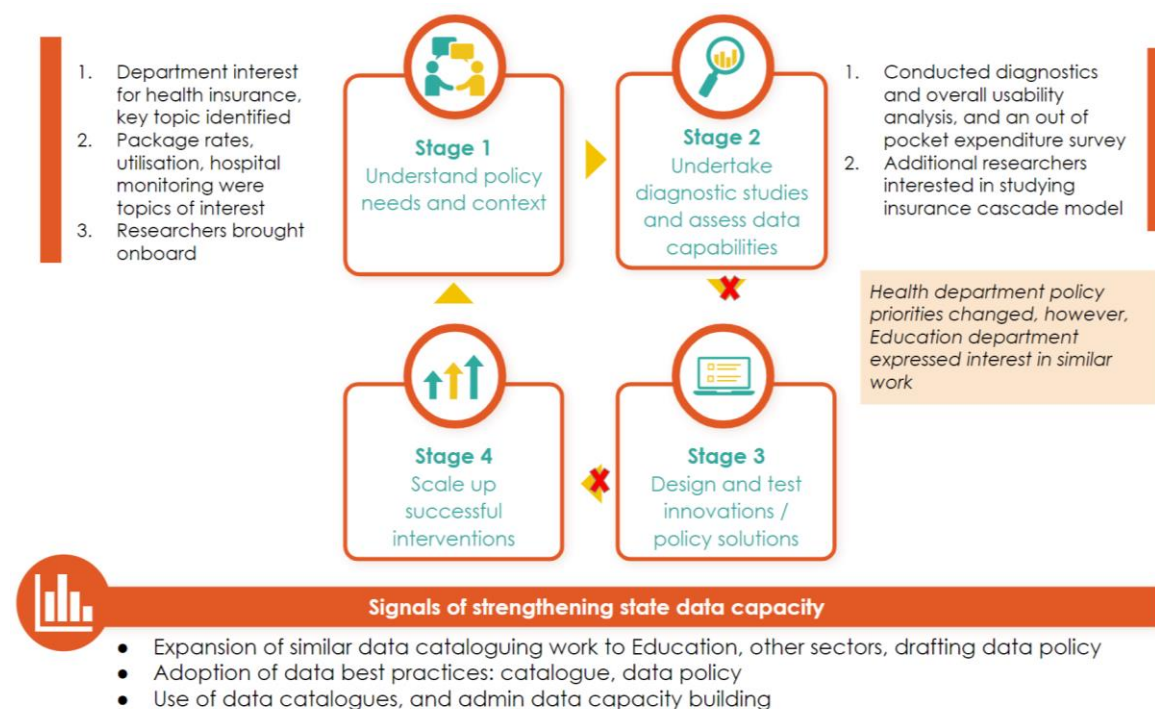 1. Department interest
for health insurance,
key topic identified
2. Package rates,
utilisation, hospital
monitoring were
topics of interest
3. Researchers brought
onboard
Stage 1
Understand policy
needs and context
Stage 2
Undertake
diagnostic studies
and assess data
capabilities
1. Conducted diagnostics
and overall usability
analysis, and an out of
pocket expenditure survey
2. Additional researchers
interested in studying
insurance cascade model
Health department policy
priorities changed, however,
Education department
expressed interest in similar
work
Stage 4
Scale up
successful
interventions
Stage 3
Design and test
innovations /
policy solutions
Signals of strengthening state data capacity
● Expansion of similar data cataloguing work to Education, other sectors, drafting data policy
● Adoption of data best practices: catalogue, data policy
● Use of data catalogues, and admin data capacity building